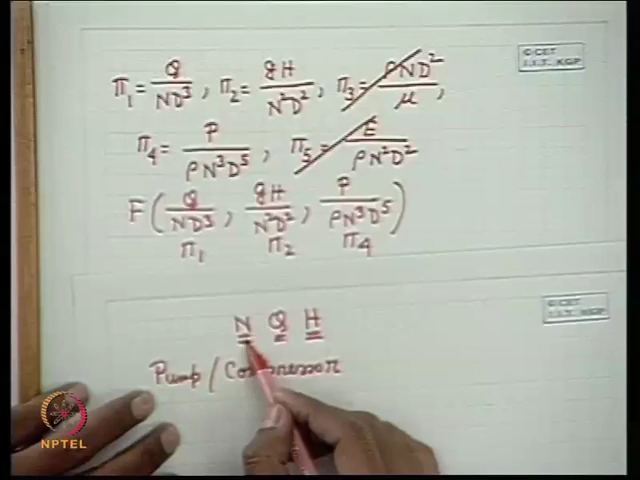 © CET
I.I.T. KGP
Π₁ = Q/ND³ , Π₂ = gH/N²D² , Π₃ = ρND²/μ ,
Π₄ = P/ρN³D⁵ , Π₅ = E/ρN²D²
F(Q/ND³ , gH/N²D² , P/ρN³D⁵)
Π₁ Π₂ Π₄
© CET
I.I.T. KGP
N Q H
Pump/Compressor
NPTEL